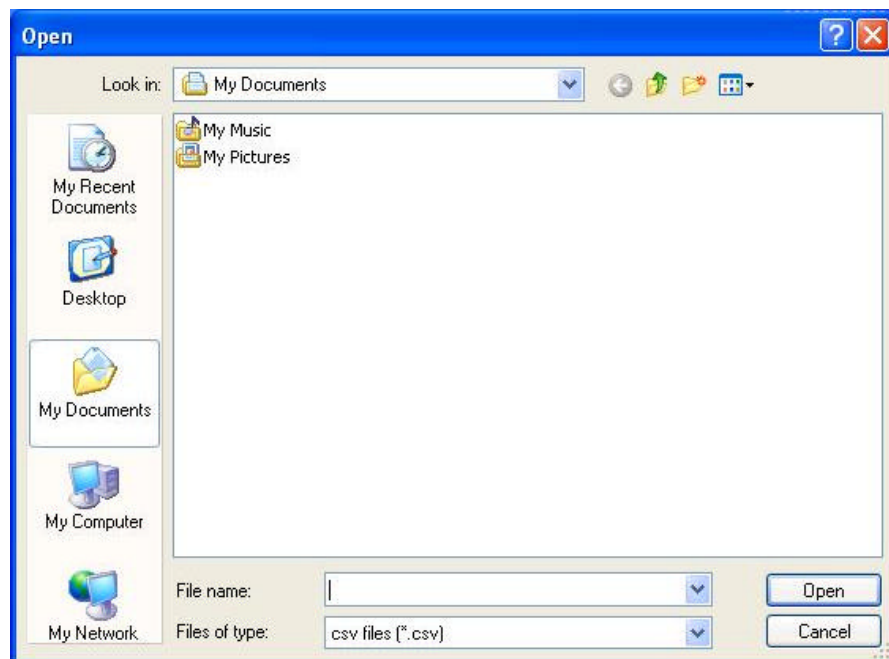 Open
Look in: My Documents
My Music
My Pictures
My Recent
Documents
Desktop
My Documents
My Computer
My Network
File name: Open
Files of type: csv files (*.csv) Cancel